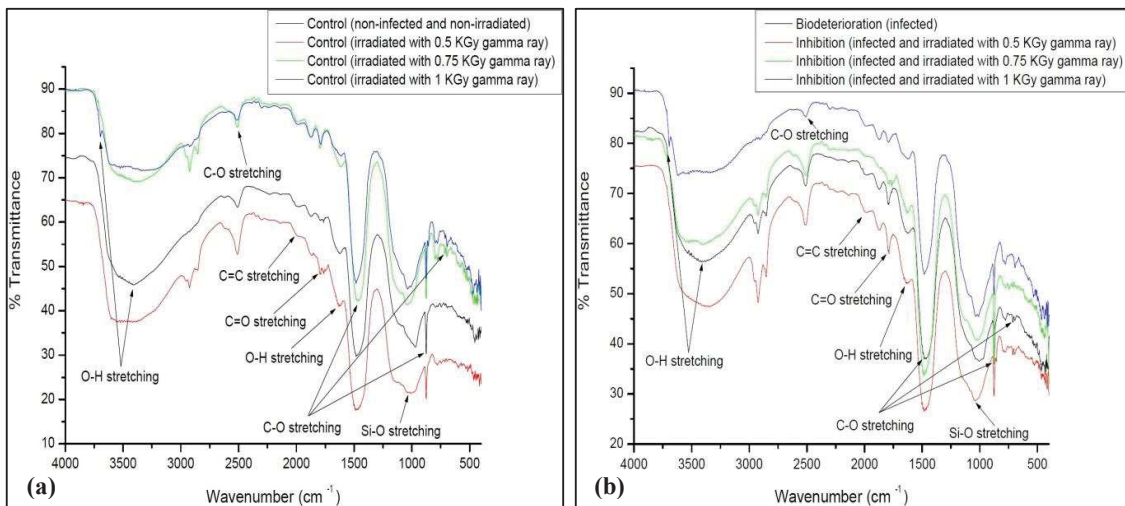 Control (non-infected and non-irradiated)
Control (irradiated with 0.5 KGy gamma ray)
Control (irradiated with 0.75 KGy gamma ray)
Control (irradiated with 1 KGy gamma ray)
90
80
70
60
50
40
30
20
10
% Transmittance
C-O stretching
C=C stretching
C=O stretching
O-H stretching
O-H stretching
C-O stretching
Si-O stretching
4000 3500 3000 2500 2000 1500 1000 500
(a)
Wavenumber (cm -1)
Biodeterioration (infected)
Inhibition (infected and irradiated with 0.5 KGy gamma ray)
Inhibition (infected and irradiated with 0.75 KGy gamma ray)
Inhibition (infected and irradiated with 1 KGy gamma ray)
100
90
80
70
60
50
40
30
20
% Transmittance
C-O stretching
C=C stretching
C=O stretching
O-H stretching
O-H stretching
C-O stretching
Si-O stretching
4000 3500 3000 2500 2000 1500 1000 500
(b)
Wavenumber (cm -1)